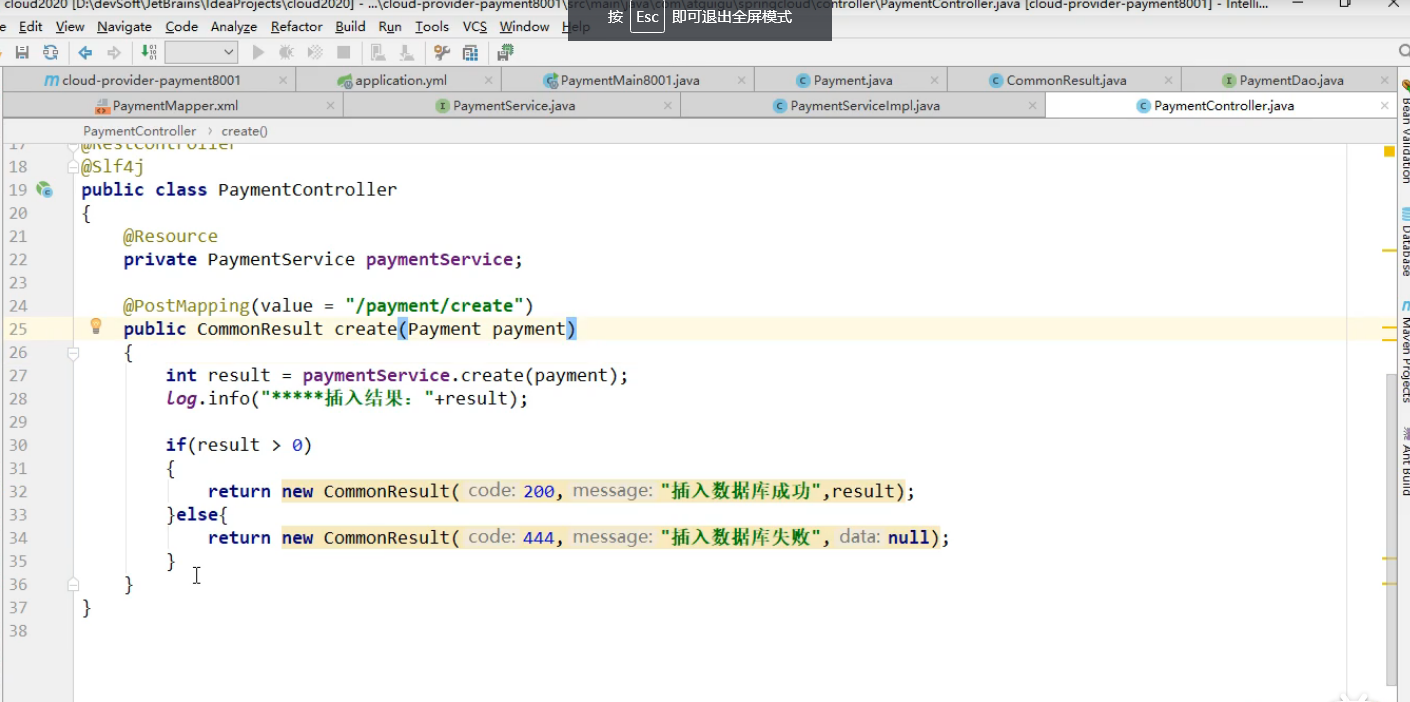 cloud2020 [D:\devSoft\JetBrains\IdeaProjects\cloud2020] - ...\cloud-provider-payment8001\src\main\java\com\atguigu\springcloud\controller\PaymentController.java [cloud-provider-payment8001] - Intelli...
按 Esc 即可退出全屏模式
e Edit View Navigate Code Analyze Refactor Build Run Tools VCS Window Help
cloud-provider-payment8001 application.yml PaymentMain8001.java Payment.java CommonResult.java PaymentDao.java
PaymentMapper.xml PaymentService.java PaymentServiceImpl.java PaymentController.java
PaymentController › create()
17 @RestController
18 @Slf4j
19 public class PaymentController
20 {
21 @Resource
22 private PaymentService paymentService;
23
24 @PostMapping(value = "/payment/create")
25 public CommonResult create(Payment payment)
26 {
27 int result = paymentService.create(payment);
28 log.info("*****插入结果："+result);
29
30 if(result > 0)
31 {
32 return new CommonResult( code: 200, message: "插入数据库成功",result);
33 }else{
34 return new CommonResult( code: 444, message: "插入数据库失败", data: null);
35 }
36 }
37 }
38
Bean Validation
Database
Maven Projects
Ant Build